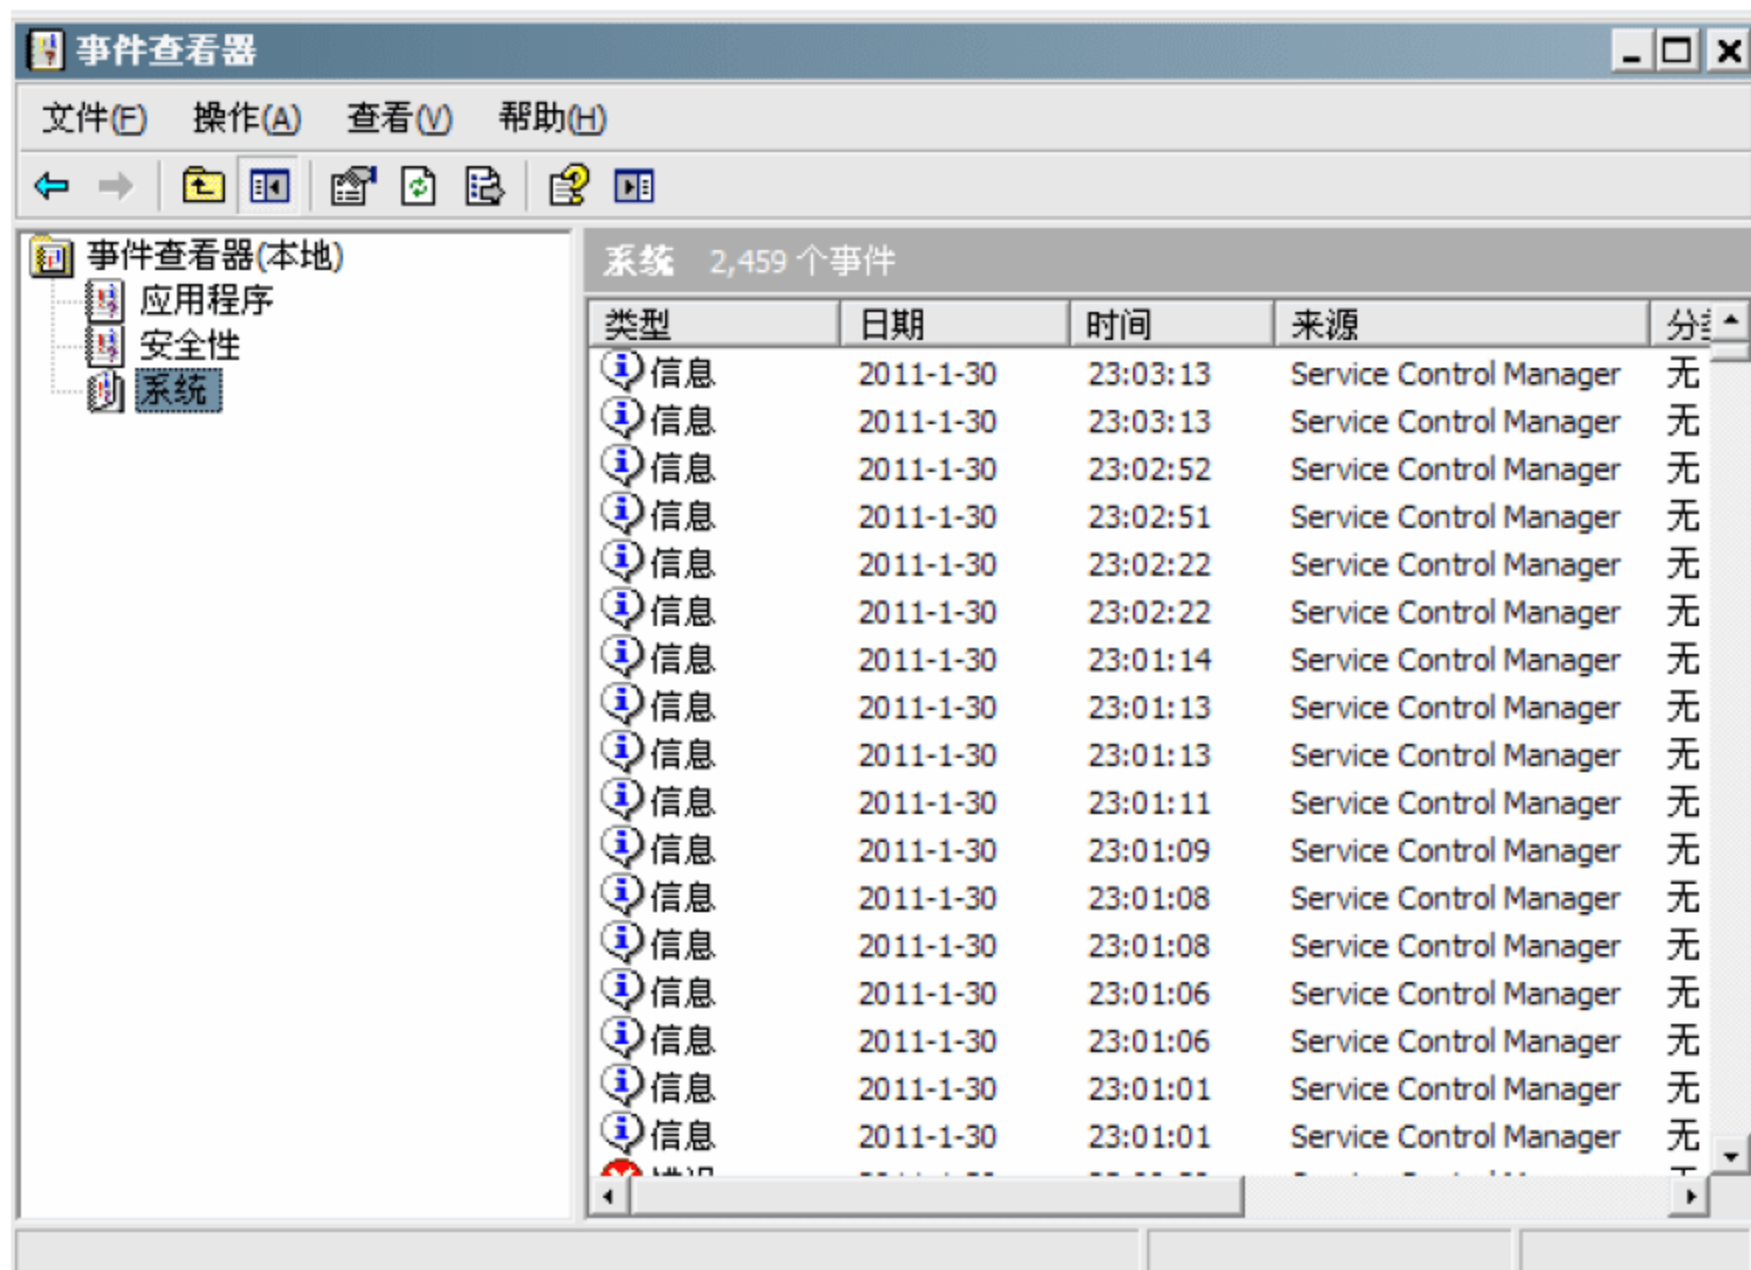 事件查看器
文件(F) 操作(A) 查看(V) 帮助(H)
事件查看器(本地)
应用程序
安全性
系统
系统 2,459 个事件
类型 日期 时间 来源
信息 2011-1-30 23:03:13 Service Control Manager 无
信息 2011-1-30 23:03:13 Service Control Manager 无
信息 2011-1-30 23:02:52 Service Control Manager 无
信息 2011-1-30 23:02:51 Service Control Manager 无
信息 2011-1-30 23:02:22 Service Control Manager 无
信息 2011-1-30 23:02:22 Service Control Manager 无
信息 2011-1-30 23:01:14 Service Control Manager 无
信息 2011-1-30 23:01:13 Service Control Manager 无
信息 2011-1-30 23:01:13 Service Control Manager 无
信息 2011-1-30 23:01:11 Service Control Manager 无
信息 2011-1-30 23:01:09 Service Control Manager 无
信息 2011-1-30 23:01:08 Service Control Manager 无
信息 2011-1-30 23:01:08 Service Control Manager 无
信息 2011-1-30 23:01:06 Service Control Manager 无
信息 2011-1-30 23:01:06 Service Control Manager 无
信息 2011-1-30 23:01:01 Service Control Manager 无
信息 2011-1-30 23:01:01 Service Control Manager 无